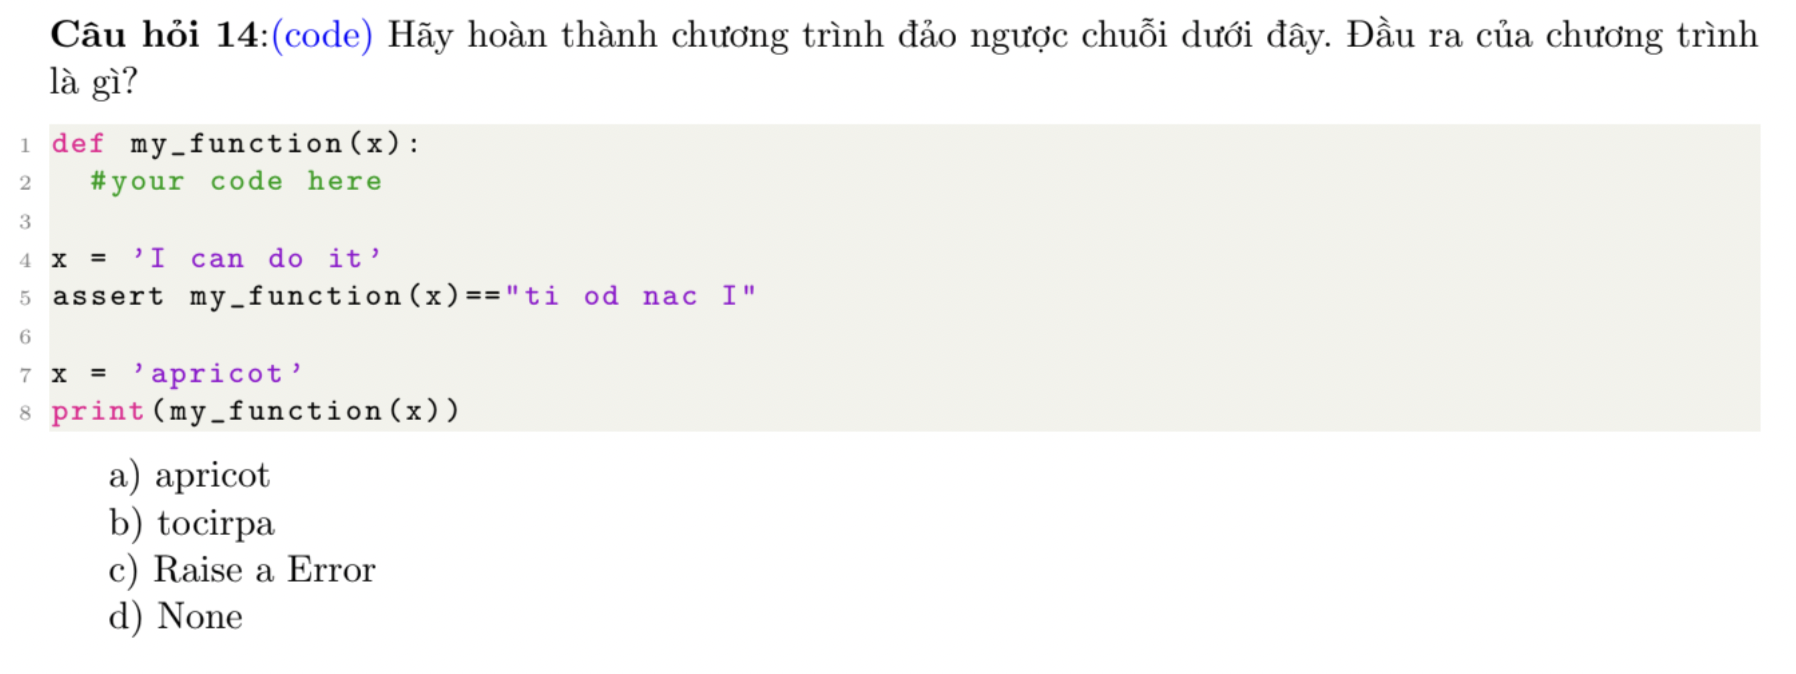 Câu hỏi 14:(code) Hãy hoàn thành chương trình đảo ngược chuỗi dưới đây. Đầu ra của chương trình
là gì?
1 def my_function(x):
2   #your code here
3
4 x = 'I can do it'
5 assert my_function(x)=="ti od nac I"
6
7 x = 'apricot'
8 print(my_function(x))
a) apricot
b) tocirpa
c) Raise a Error
d) None